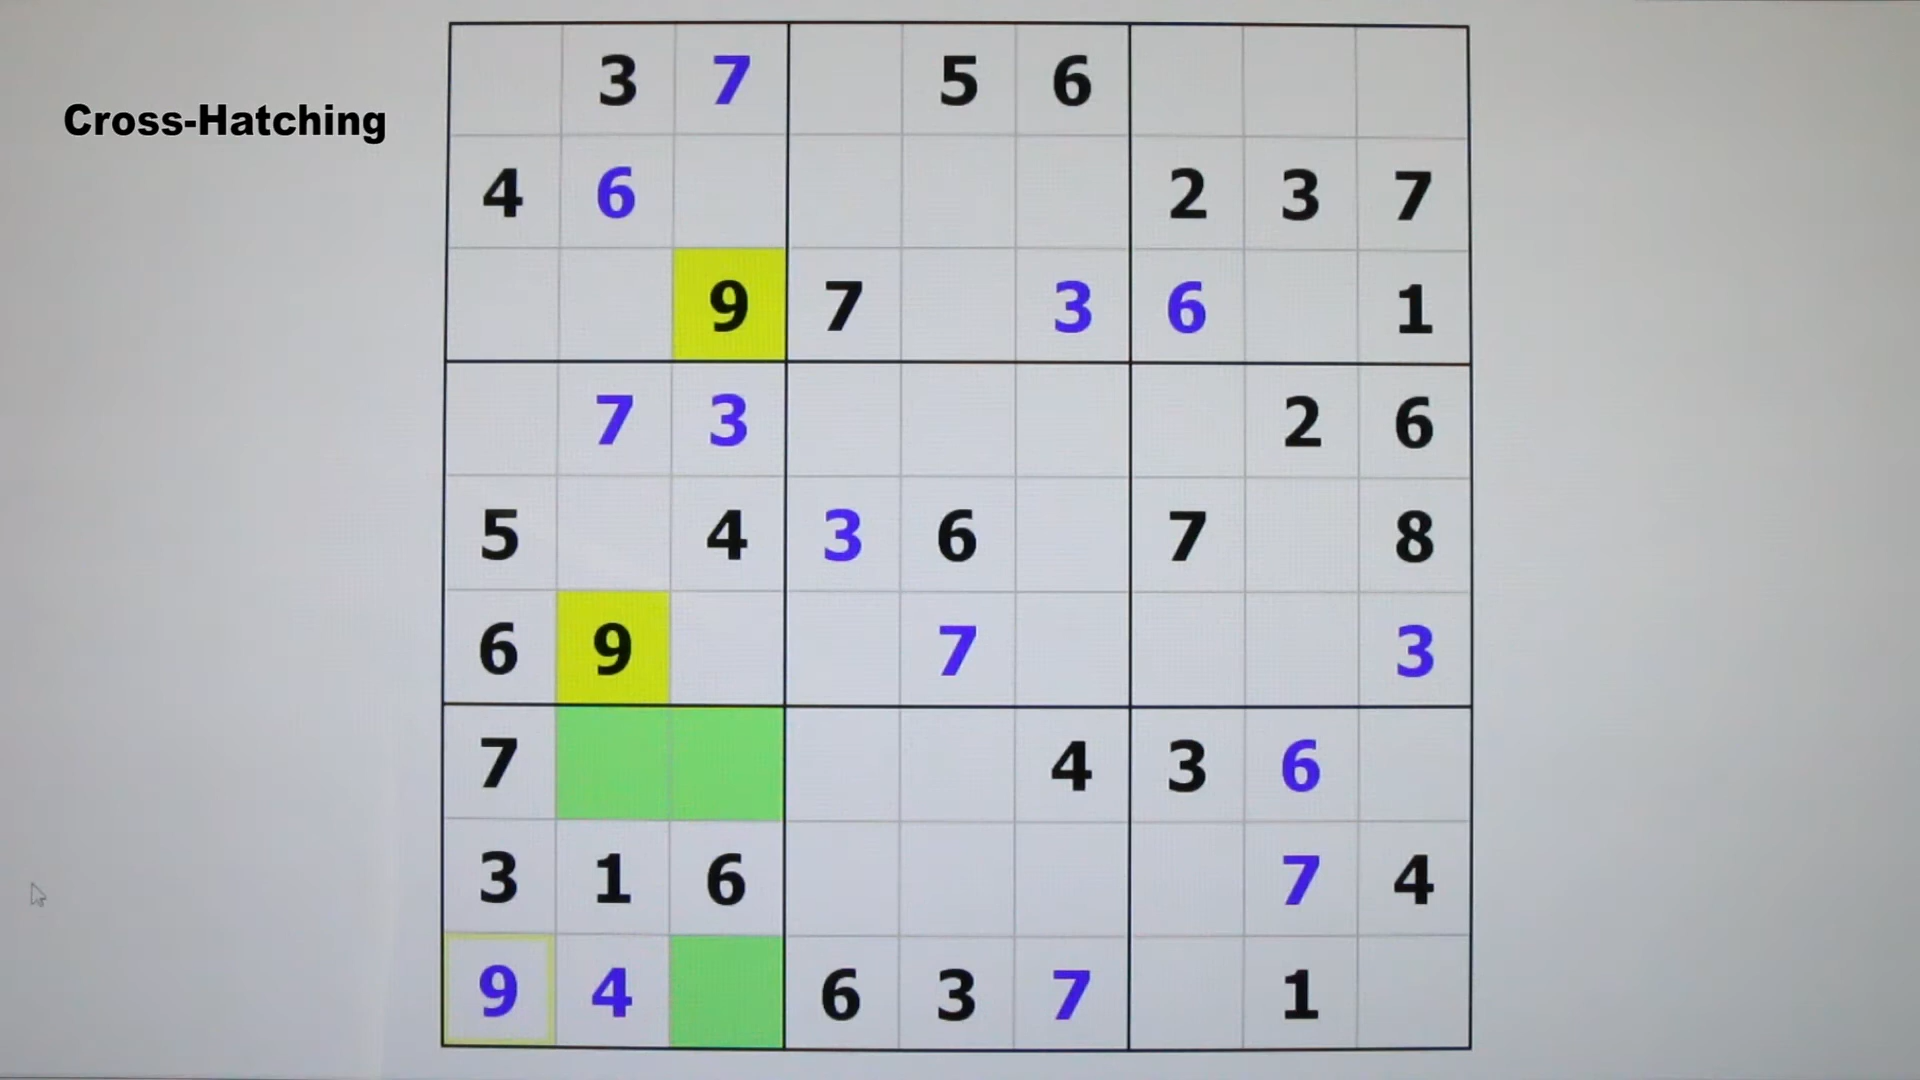 Cross-Hatching
3 7 5 6
4 6 2 3 7
9 7 3 6 1
7 3 2 6
5 4 3 6 7 8
6 9 7 3
7 4 3 6
3 1 6 7 4
9 4 6 3 7 1